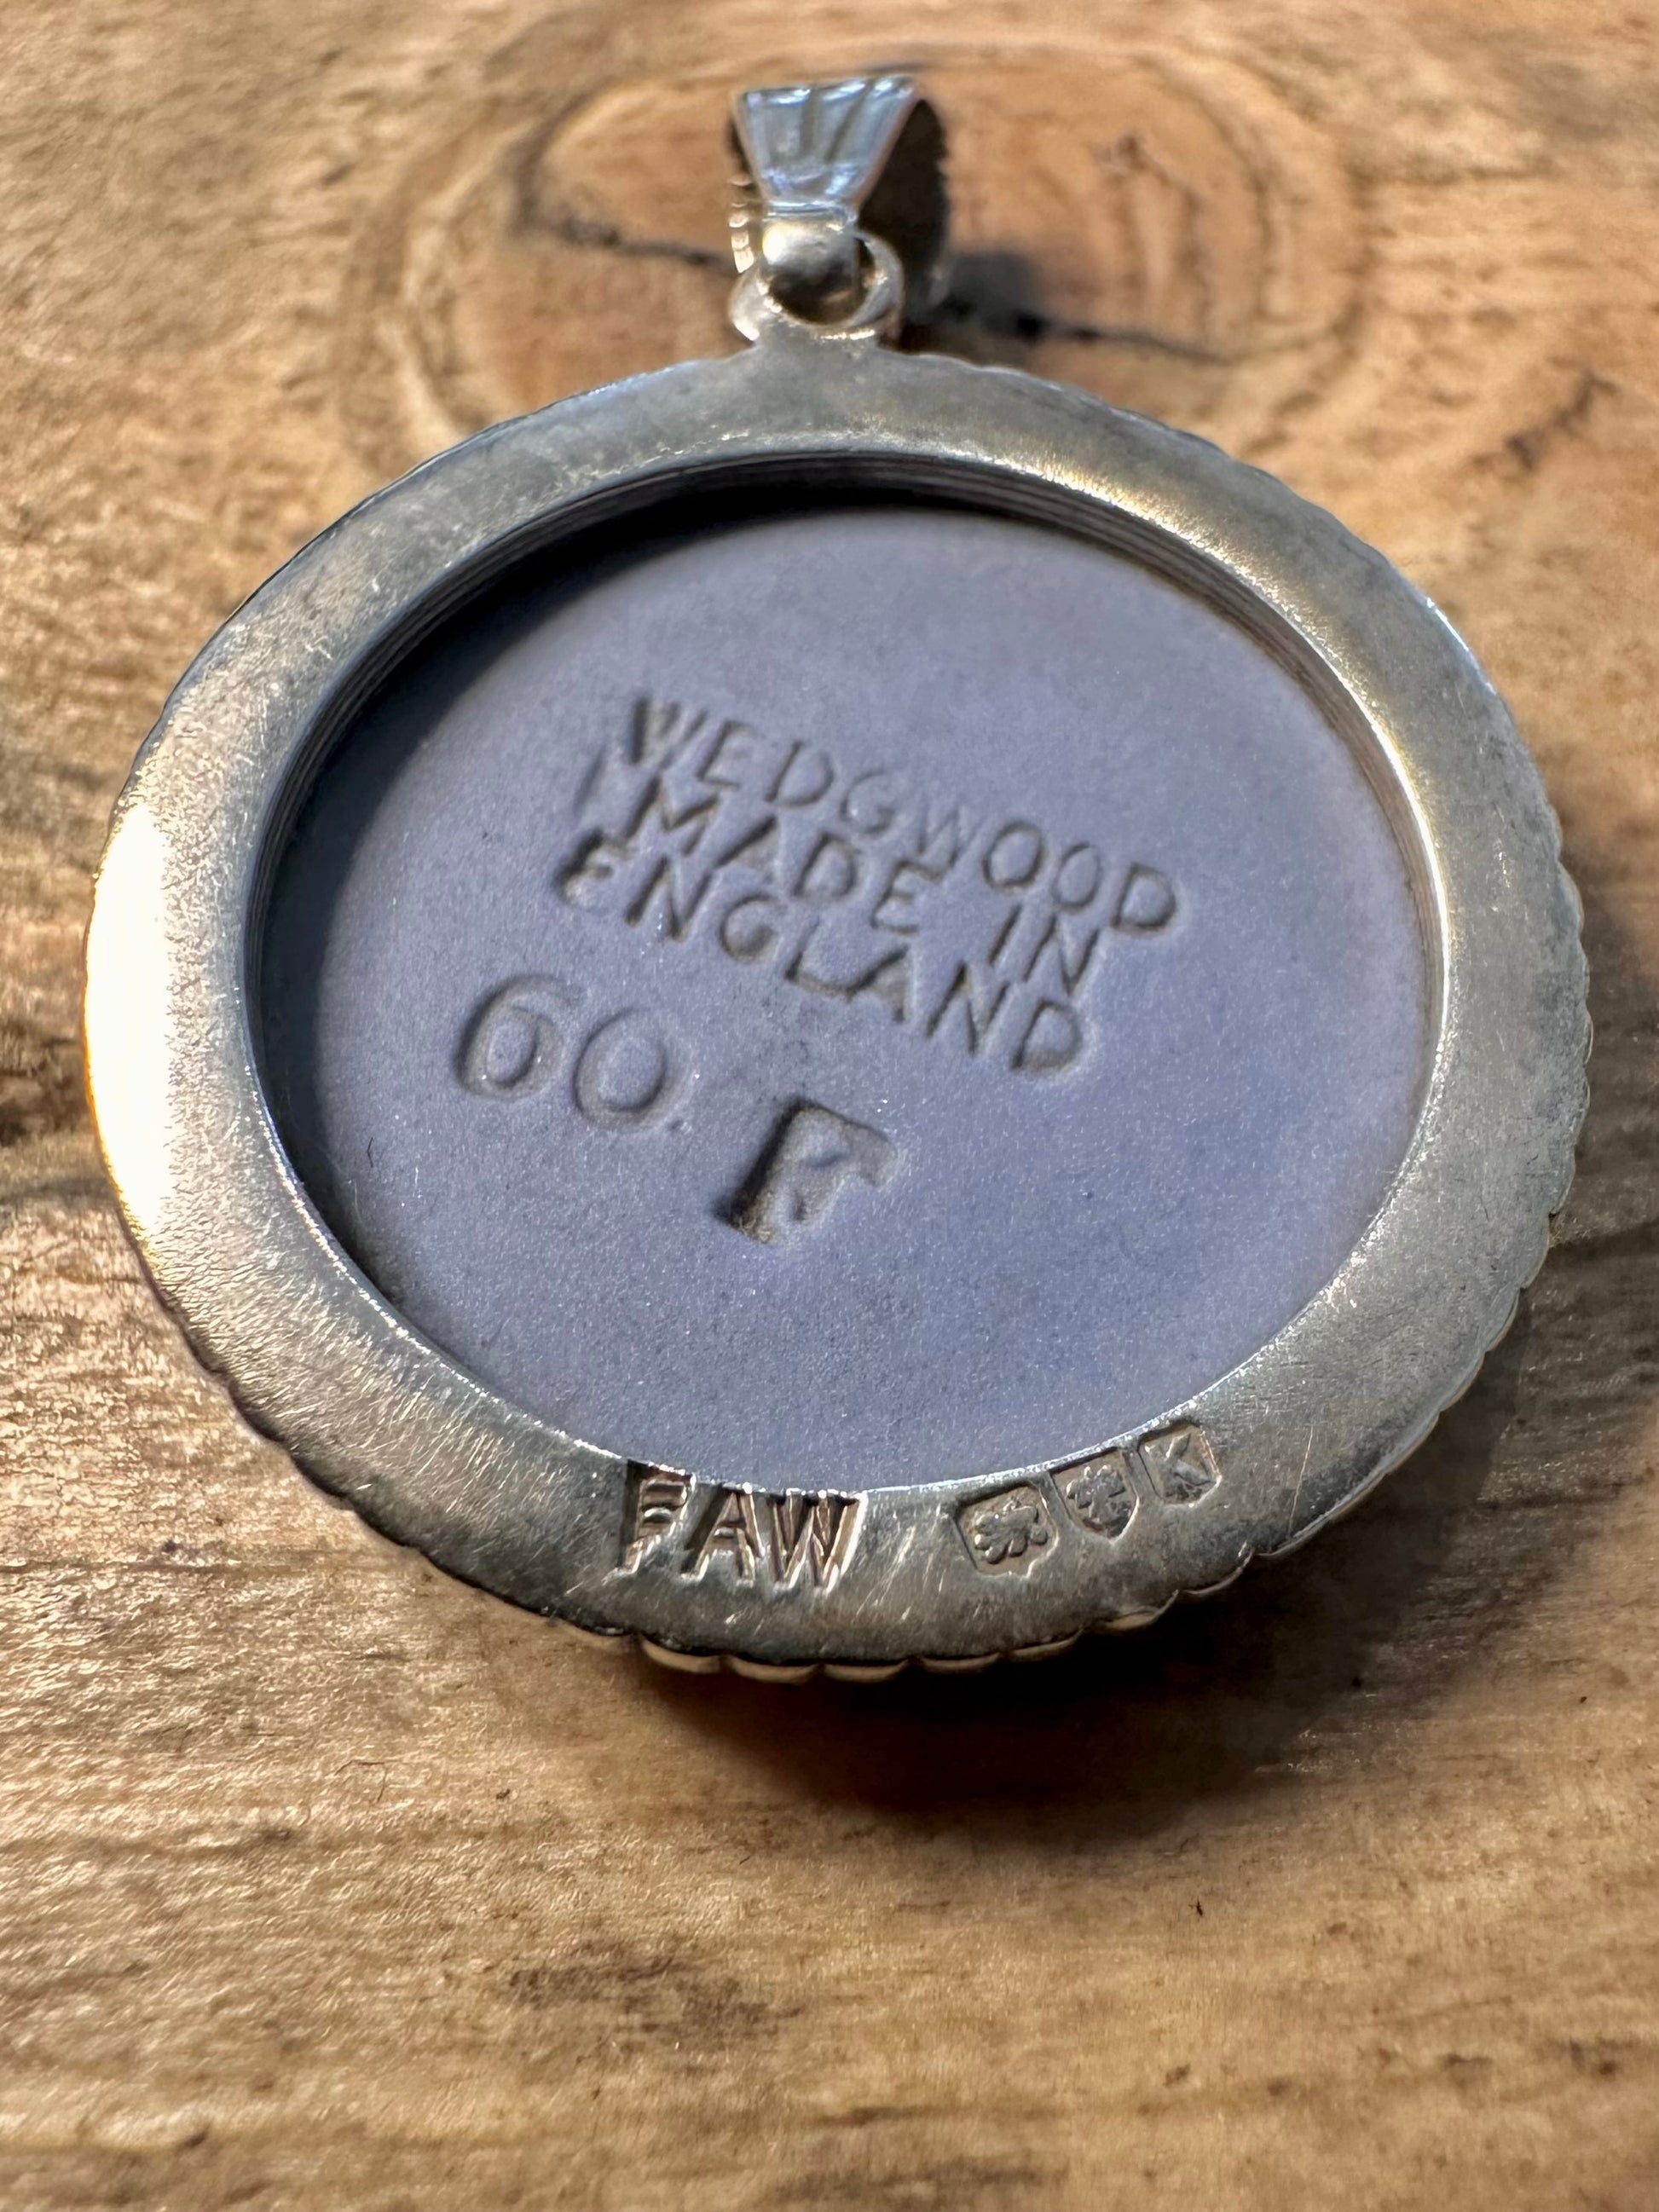 WEDGWOOD
MADE IN
ENGLAND
60 F
FAW K